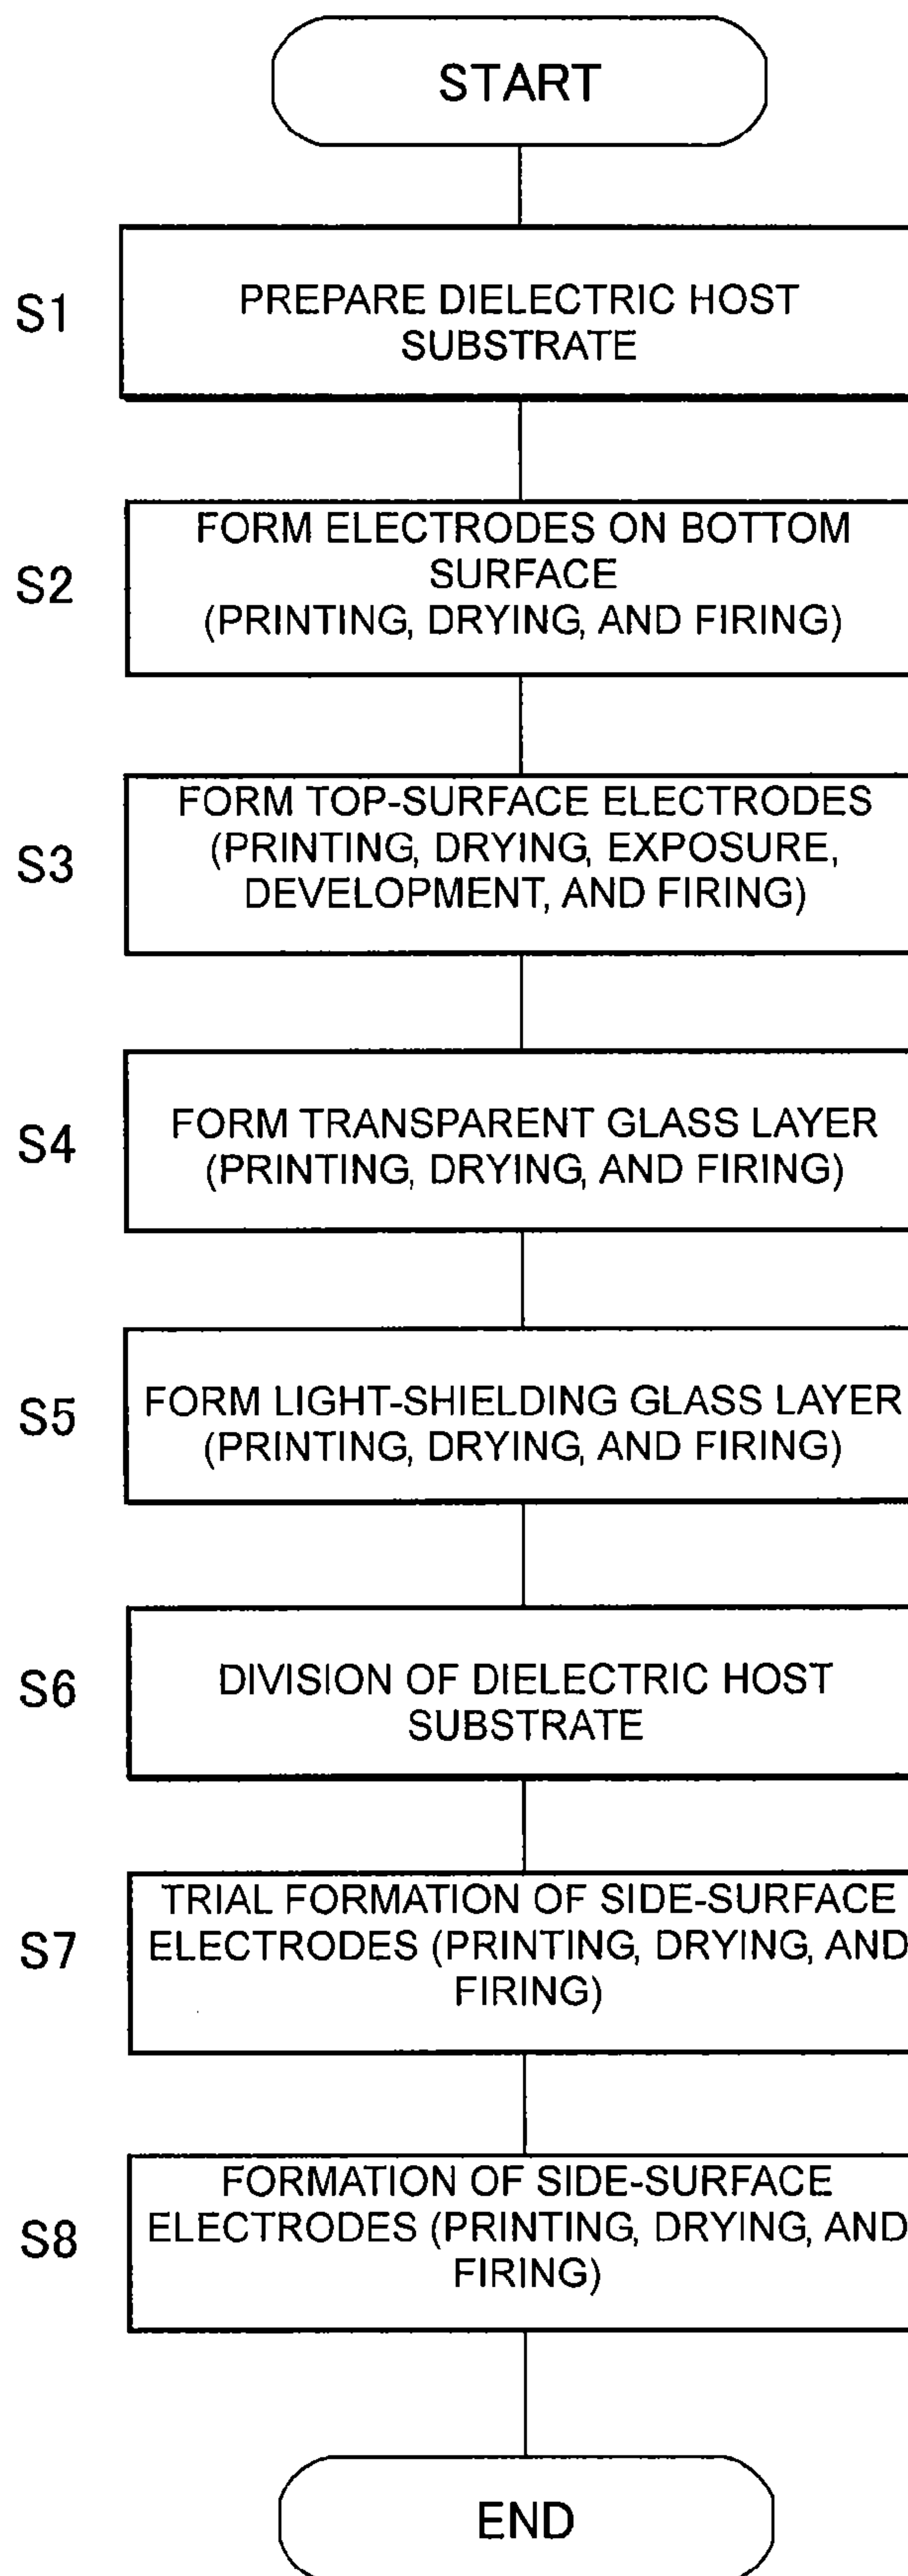 START
S1
PREPARE DIELECTRIC HOST
SUBSTRATE
S2
FORM ELECTRODES ON BOTTOM
SURFACE
(PRINTING, DRYING, AND FIRING)
S3
FORM TOP-SURFACE ELECTRODES
(PRINTING, DRYING, EXPOSURE,
DEVELOPMENT, AND FIRING)
S4
FORM TRANSPARENT GLASS LAYER
(PRINTING, DRYING, AND FIRING)
S5
FORM LIGHT-SHIELDING GLASS LAYER
(PRINTING, DRYING, AND FIRING)
S6
DIVISION OF DIELECTRIC HOST
SUBSTRATE
S7
TRIAL FORMATION OF SIDE-SURFACE
ELECTRODES (PRINTING, DRYING, AND
FIRING)
S8
FORMATION OF SIDE-SURFACE
ELECTRODES (PRINTING, DRYING, AND
FIRING)
END